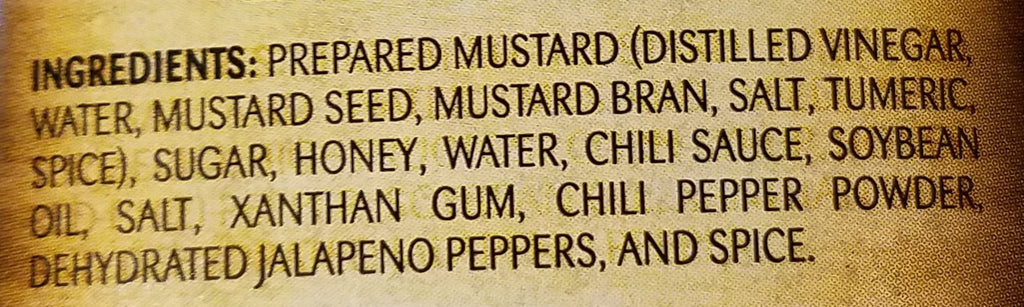 INGREDIENTS: PREPARED MUSTARD (DISTILLED VINEGAR,
WATER, MUSTARD SEED, MUSTARD BRAN, SALT, TUMERIC,
SPICE), SUGAR, HONEY, WATER, CHILI SAUCE, SOYBEAN
OIL, SALT, XANTHAN GUM, CHILI PEPPER POWDER,
DEHYDRATED JALAPENO PEPPERS, AND SPICE.